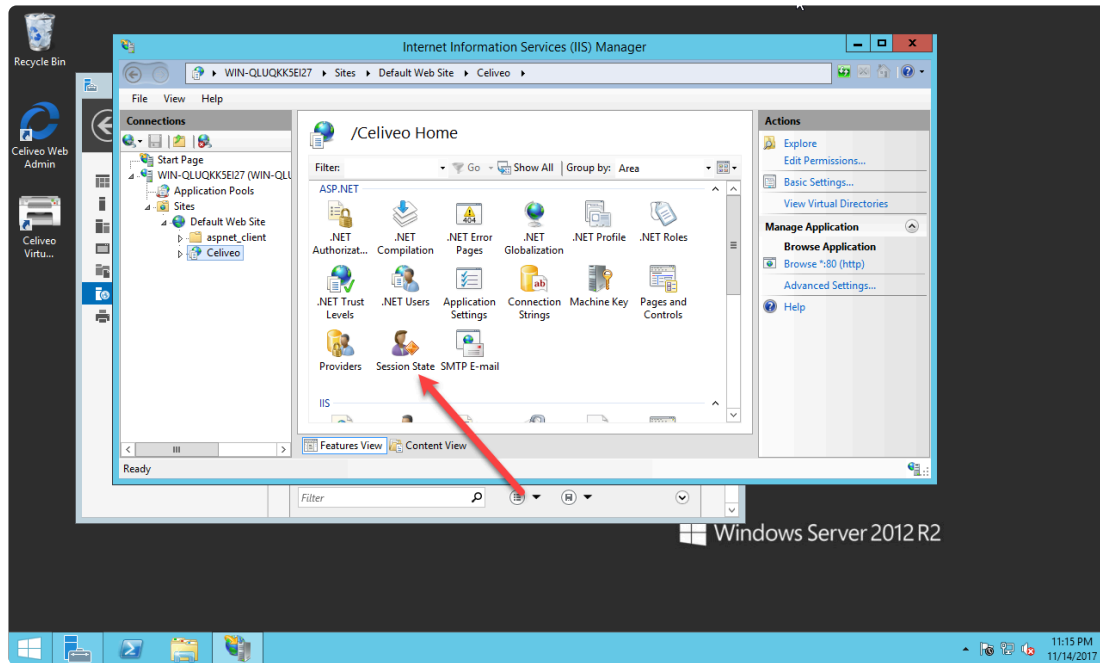 Recycle Bin
Celiveo Web
Admin
Celiveo
Virtu...
Internet Information Services (IIS) Manager
WIN-QLUQKK5EI27 Sites Default Web Site Celiveo
File View Help
Connections
Start Page
WIN-QLUQKK5EI27 (WIN-QLU
Application Pools
Sites
Default Web Site
aspnet_client
Celiveo
/Celiveo Home
Filter: Go Show All Group by: Area
ASP.NET
.NET Authorizat...
.NET Compilation
.NET Error Pages
404
.NET Globalization
.NET Profile
.NET Roles
.NET Trust Levels
.NET Users
Application Settings
Connection Strings
ab
Machine Key
Pages and Controls
Providers
Session State
SMTP E-mail
IIS
Features View Content View
Actions
Explore
Edit Permissions...
Basic Settings...
View Virtual Directories
Manage Application
Browse Application
Browse *:80 (http)
Advanced Settings...
Help
Ready
Filter
Windows Server 2012 R2
11:15 PM
11/14/2017